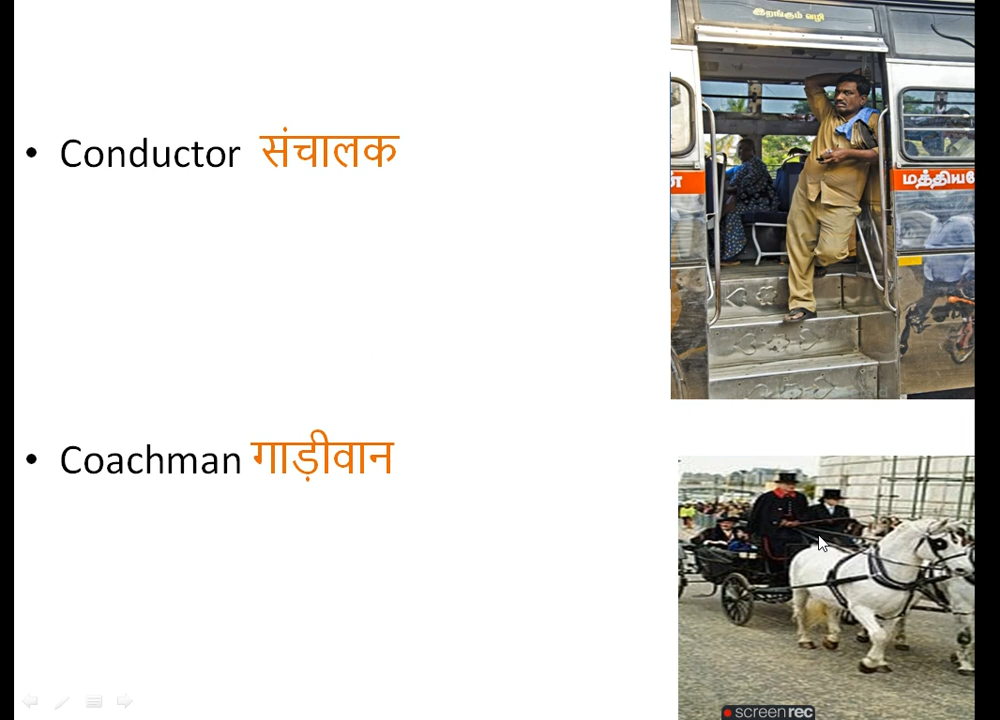 இறங்கும் வழி
• Conductor संचालक
ன்
• Coachman गाड़ीवान
screenrec